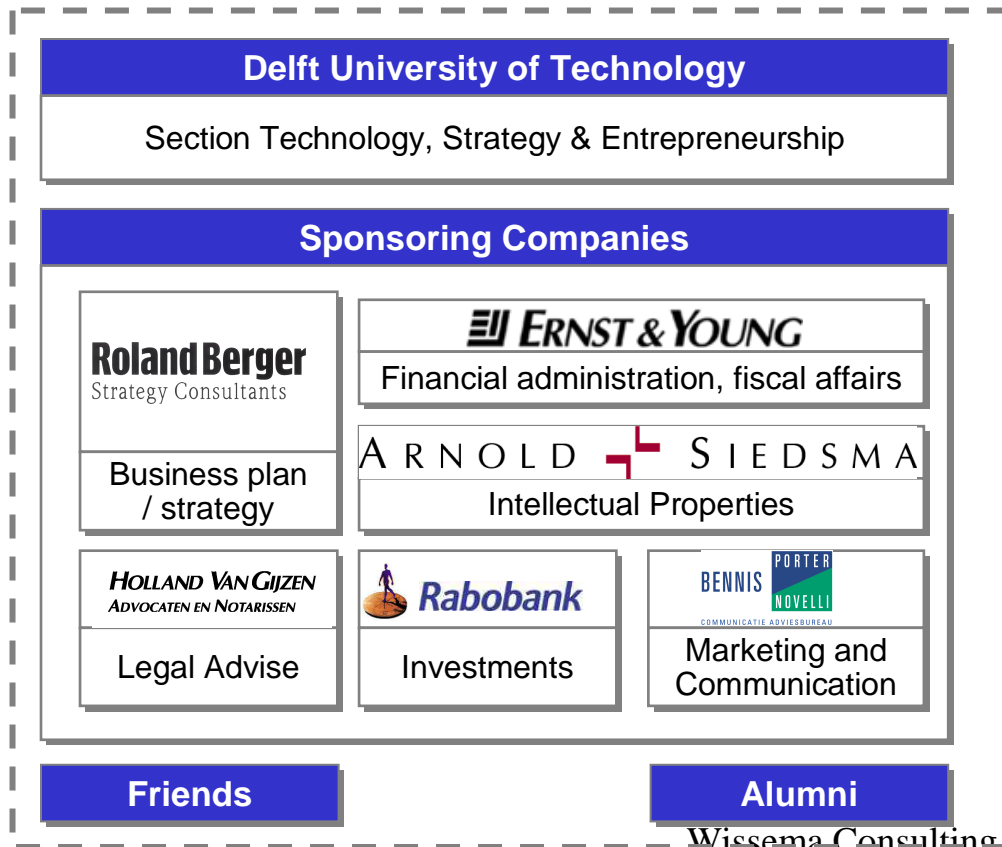 Delft University of Technology
Section Technology, Strategy & Entrepreneurship
Sponsoring Companies
Roland Berger
Strategy Consultants
Business plan
/ strategy
ERNST & YOUNG
Financial administration, fiscal affairs
ARNOLD SIEDSMA
Intellectual Properties
HOLLAND VAN GIJZEN
ADVOCATEN EN NOTARISSEN
Legal Advise
Rabobank
Investments
BENNIS
PORTER
NOVELLI
COMMUNICATIE ADVIESBUREAU
Marketing and
Communication
Friends
Alumni
Wissema Consulting